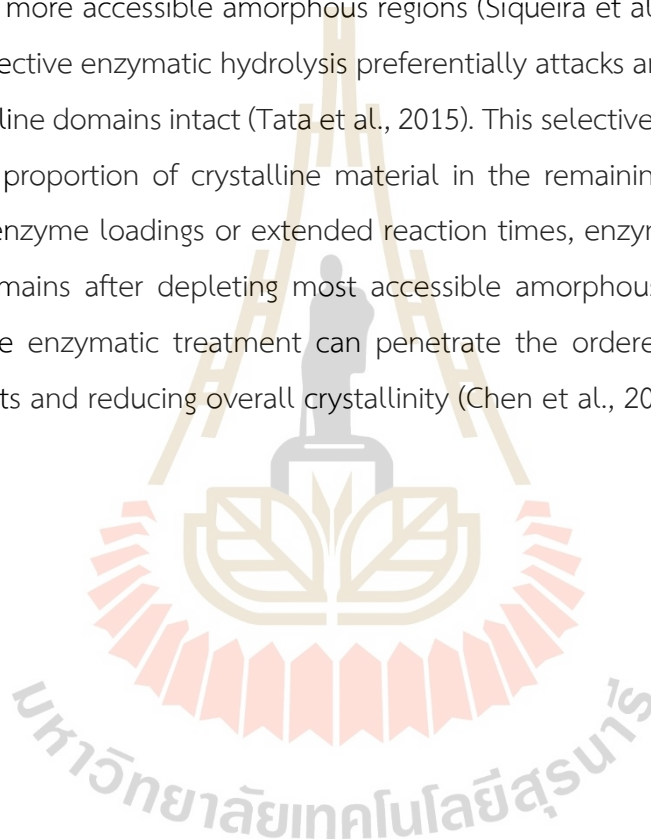 more accessible amorphous regions (Siqueira et al
ective enzymatic hydrolysis preferentially attacks
line domains intact (Tata et al., 2015). This selective
proportion of crystalline material in the remainin
enzyme loadings or extended reaction times, enzyr
mains after depleting most accessible amorphous
e enzymatic treatment can penetrate the ordere
ts and reducing overall crystallinity (Chen et al., 20
มหาวิทยาลัยเทคโนโลยีสุรนารี